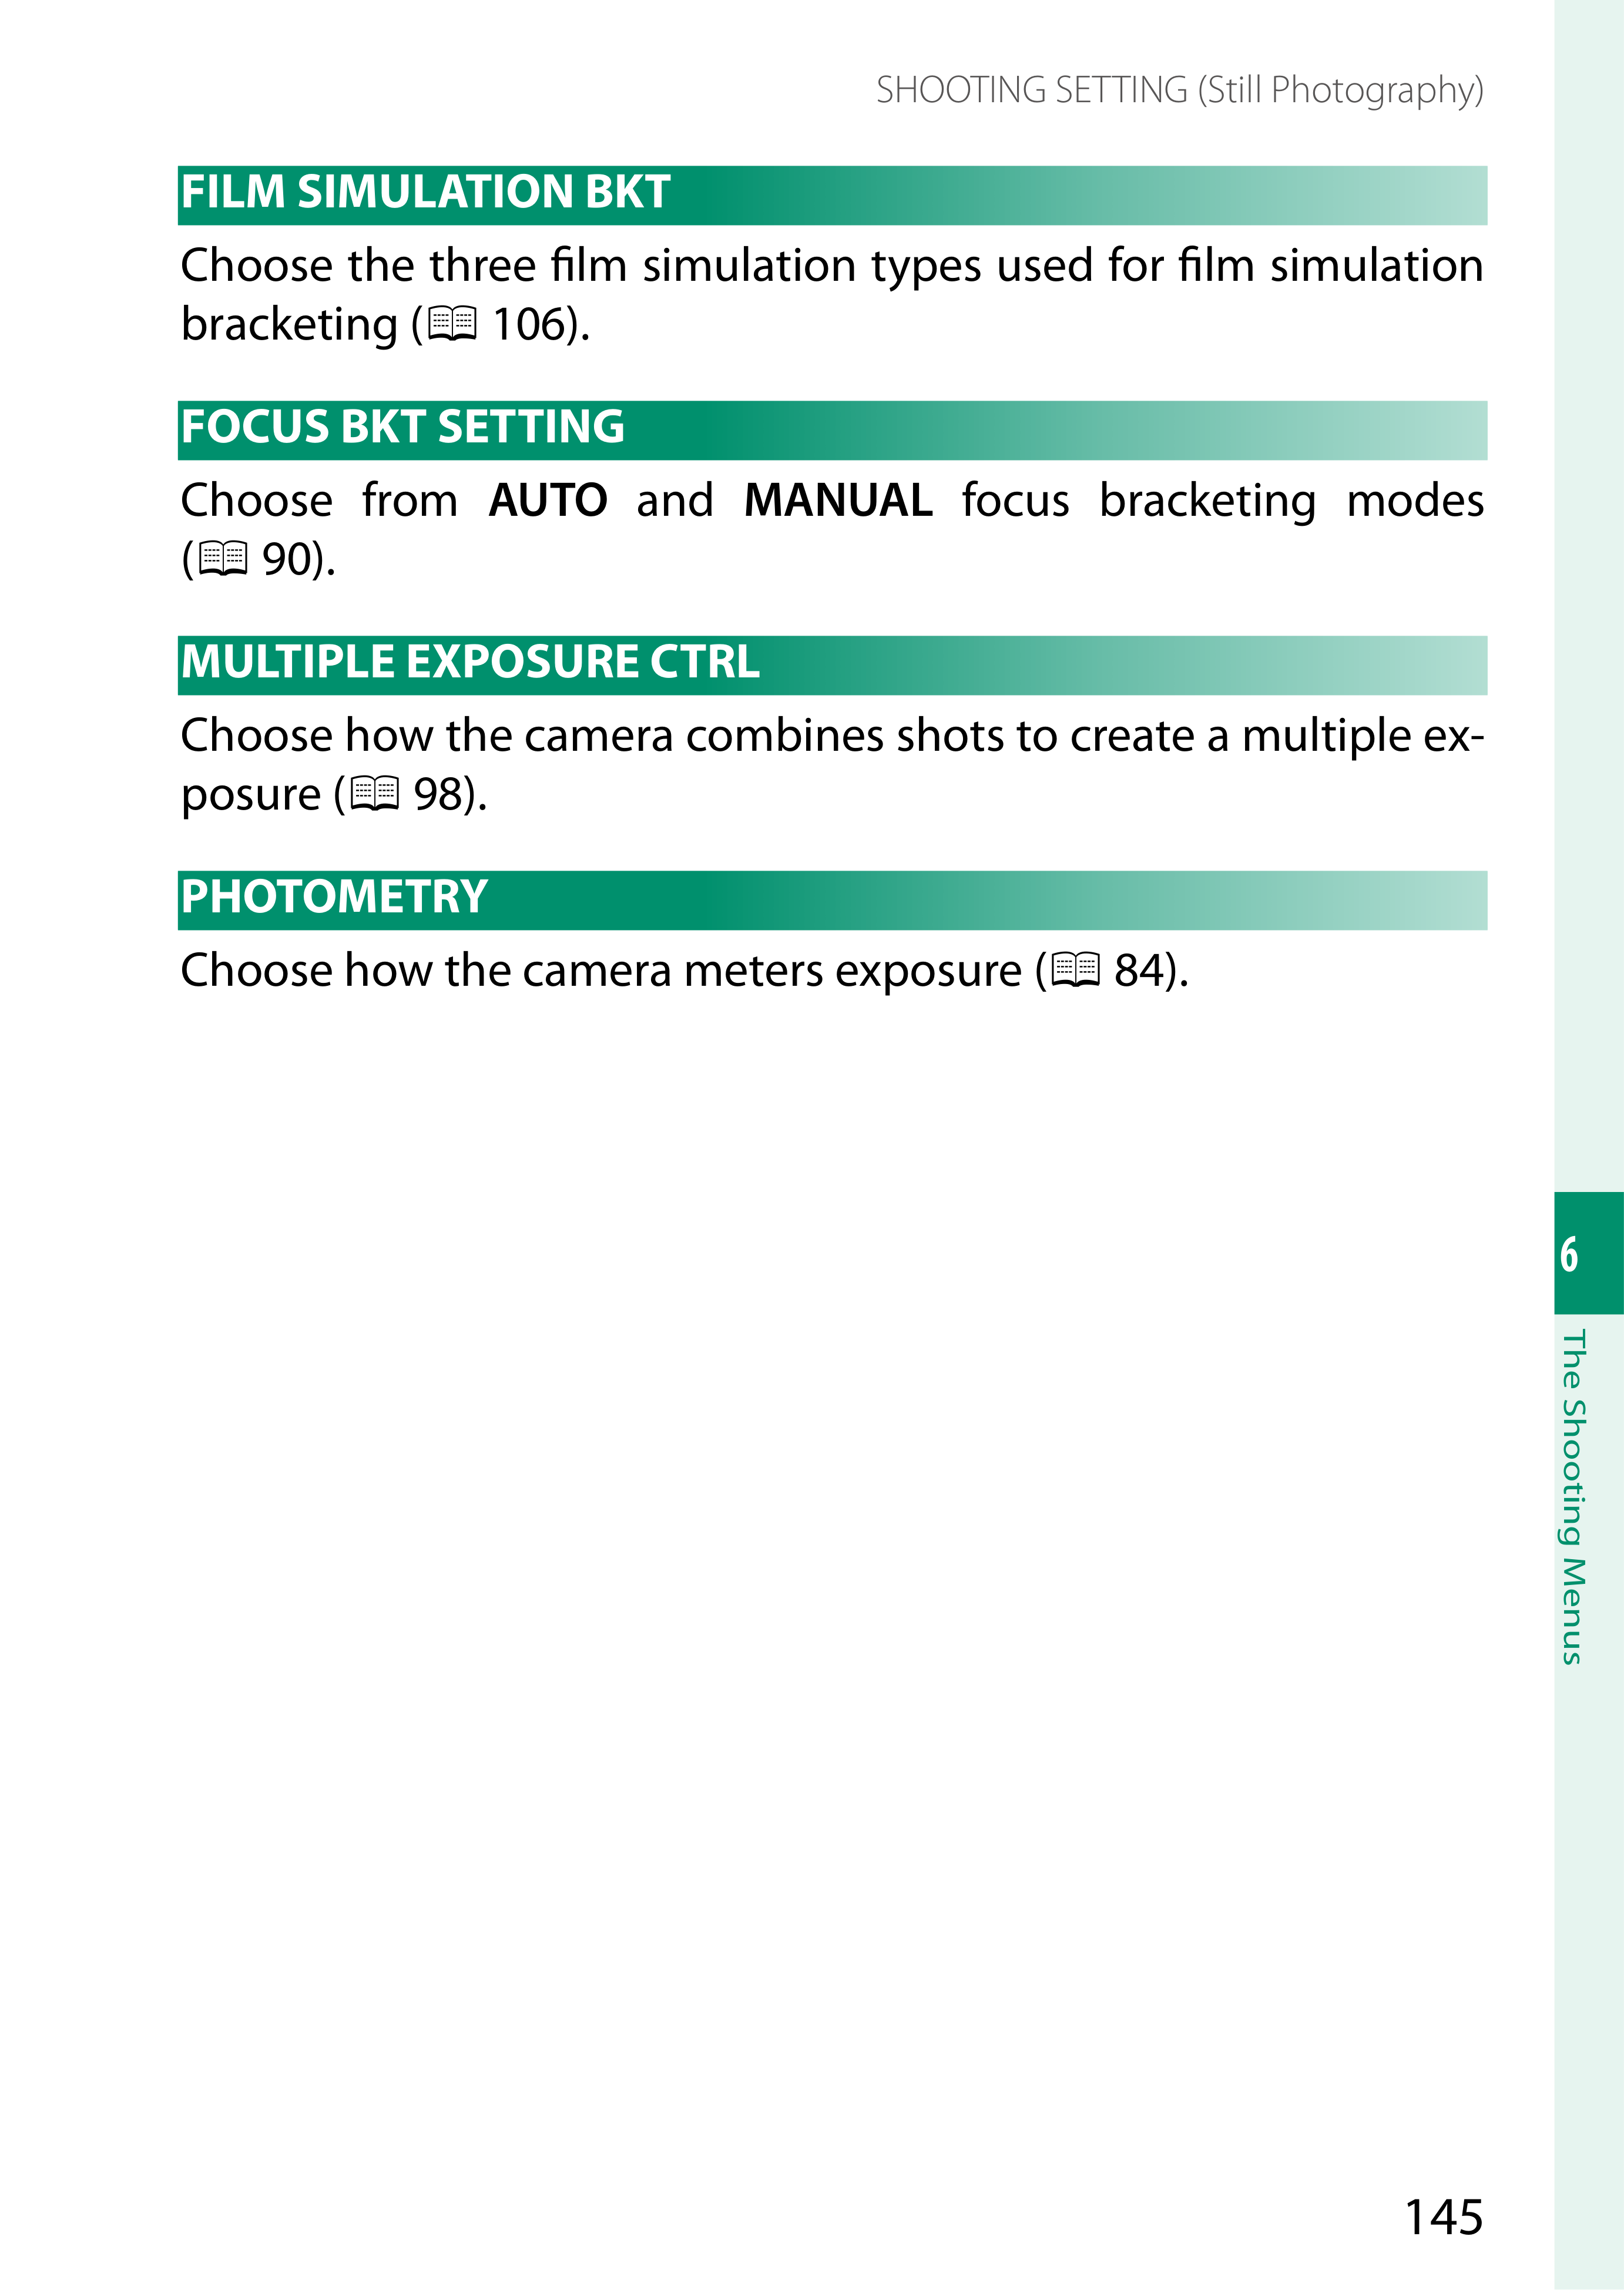 SHOOTING SETTING (Still Photography)
FILM SIMULATION BKT
Choose the three film simulation types used for film simulation
bracketing (📖 106).
FOCUS BKT SETTING
Choose from AUTO and MANUAL focus bracketing modes
(📖 90).
MULTIPLE EXPOSURE CTRL
Choose how the camera combines shots to create a multiple ex-
posure (📖 98).
PHOTOMETRY
Choose how the camera meters exposure (📖 84).
6
The Shooting Menus
145